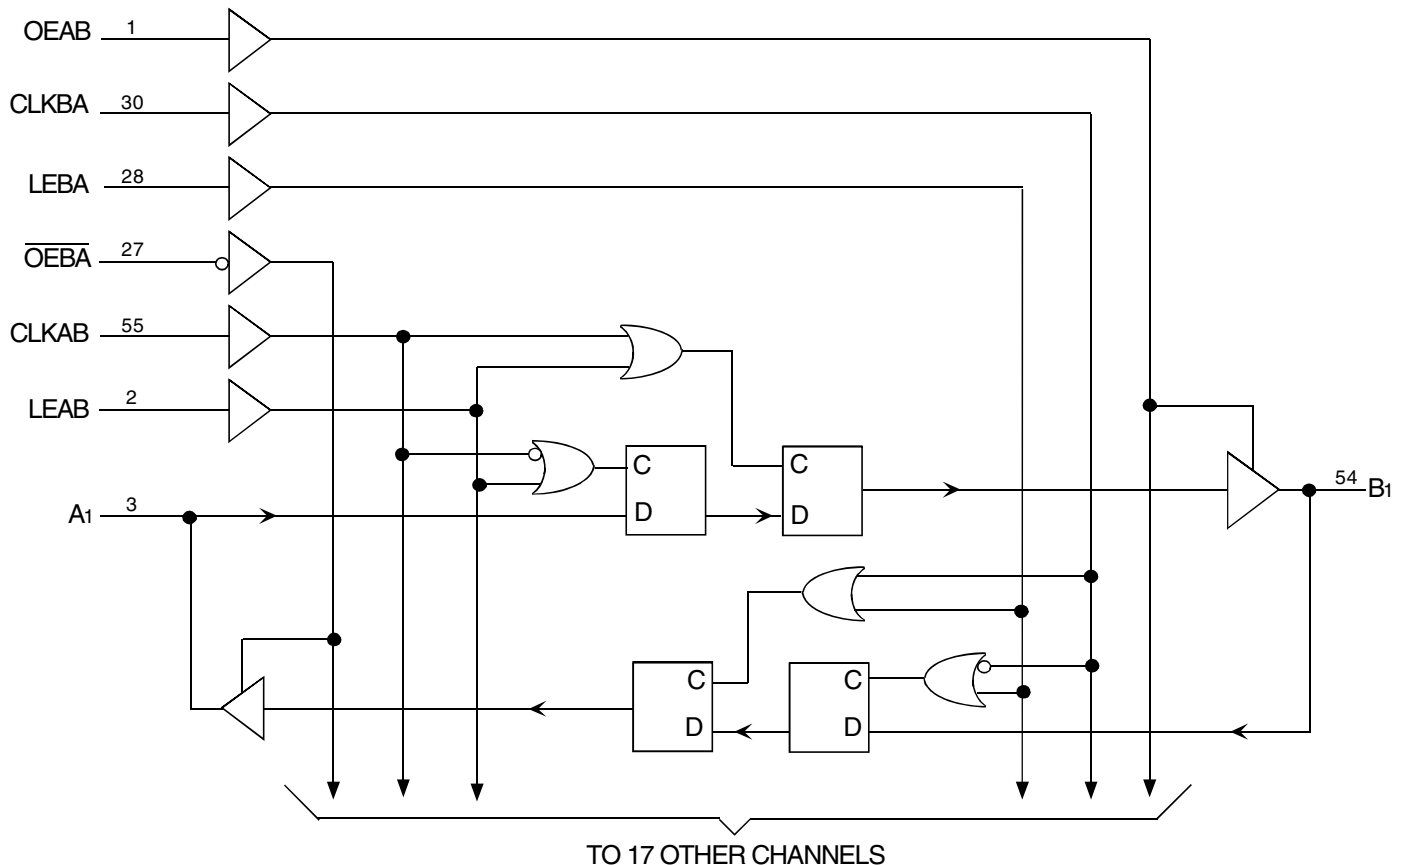 OEAB 1
CLKBA 30
LEBA 28
OEBA 27
CLKAB 55
LEAB 2
C
C
54 B1
A1 3
D
D
C
C
D
D
TO 17 OTHER CHANNELS